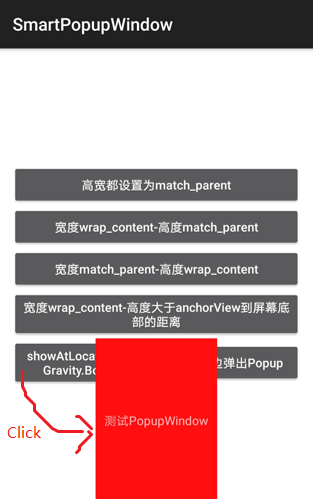 SmartPopupWindow
高宽都设置为match_parent
宽度wrap_content-高度match_parent
宽度match_parent-高度wrap_content
宽度wrap_content-高度大于anchorView到屏幕底
部的距离
Gravity.Bo
边弹出Popup
测试PopupWindow
Click